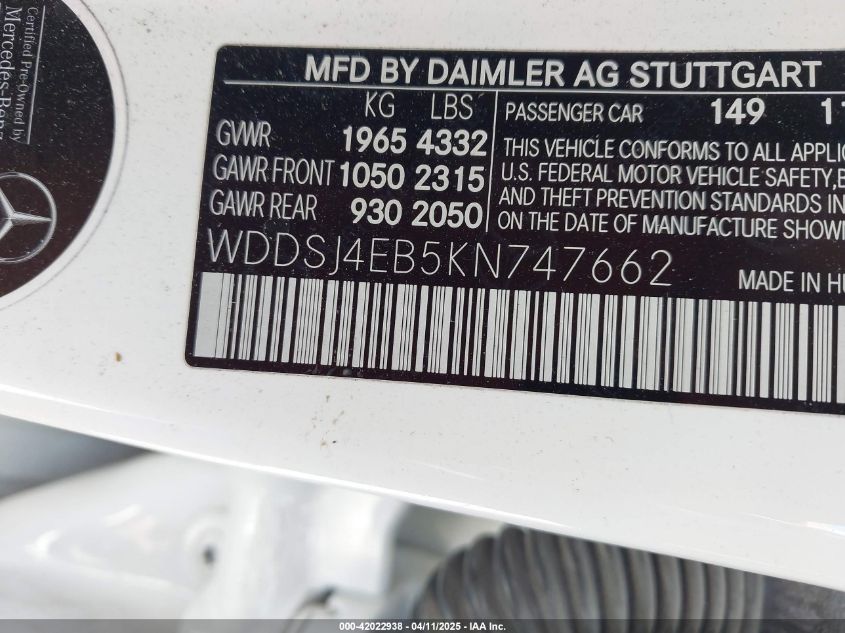 Certified Pre-Owned by
Mercedes-Benz
MFD BY DAIMLER AG STUTTGART
KG LBS
GVWR 1965 4332
GAWR FRONT 1050 2315
GAWR REAR 930 2050
PASSENGER CAR 149 11
THIS VEHICLE CONFORMS TO ALL APPLIC
U.S. FEDERAL MOTOR VEHICLE SAFETY, B
AND THEFT PREVENTION STANDARDS IN
ON THE DATE OF MANUFACTURE SHOWN
WDDSJ4EB5KN747662
MADE IN HU
000-42022938 - 04/11/2025 - IAA Inc.